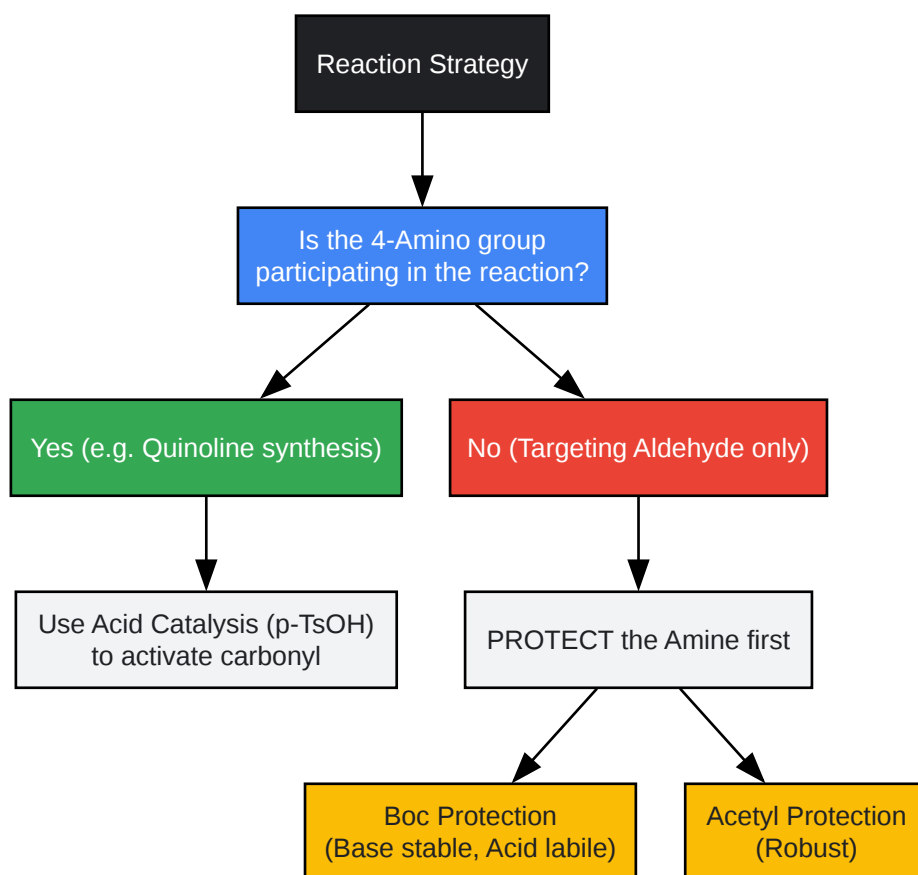 Reaction Strategy
Is the 4-Amino group
participating in the reaction?
Yes (e.g. Quinoline synthesis)
No (Targeting Aldehyde only)
Use Acid Catalysis (p-TsOH)
to activate carbonyl
PROTECT the Amine first
Boc Protection
(Base stable, Acid labile)
Acetyl Protection
(Robust)